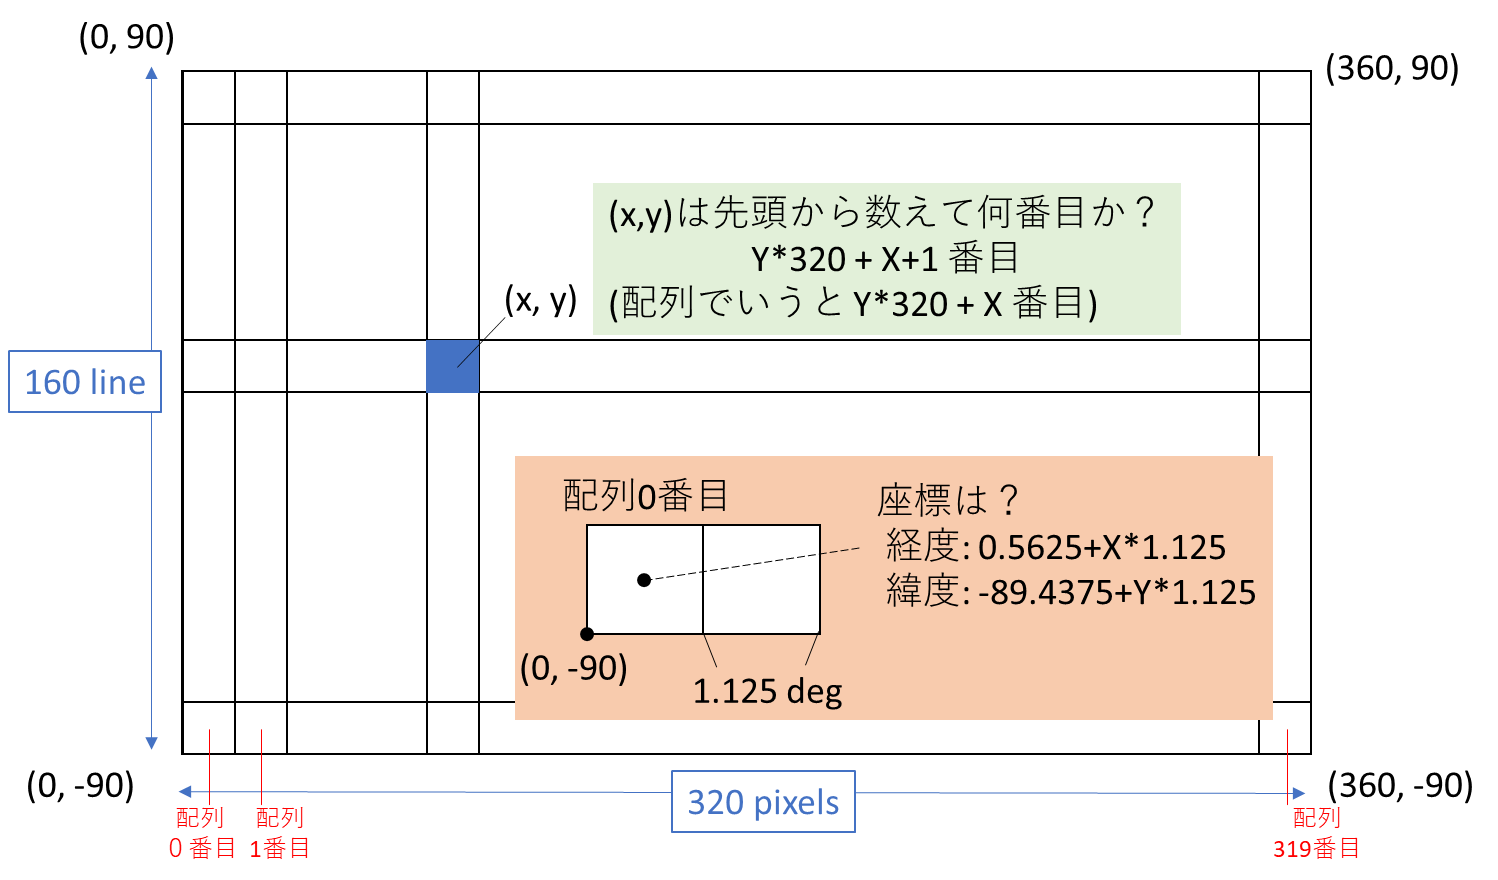 (0, 90)
(360, 90)
(x,y)は先頭から数えて何番目か？
Y*320 + X+1 番目
(配列でいうと Y*320 + X 番目)
(x, y)
160 line
配列0番目
座標は？
経度: 0.5625+X*1.125
緯度: -89.4375+Y*1.125
(0, -90)
1.125 deg
(0, -90)
320 pixels
(360, -90)
配列
０番目
配列
1番目
配列
319番目